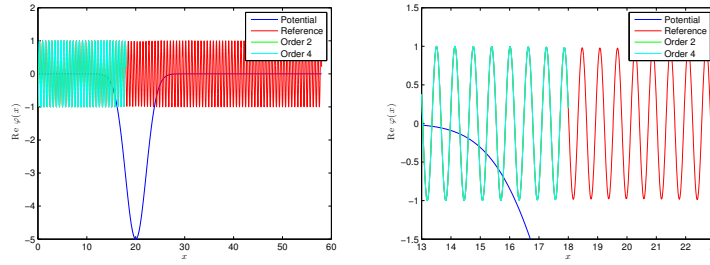 2
1
0
−1
−2
−3
−4
−5
0
10
20
30
40
50
60
x
Re φ(x)
Potential
Reference
Order 2
Order 4
1.5
1
0.5
0
−0.5
−1
−1.5
13
14
15
16
17
18
19
20
21
22
x
Re φ(x)
Potential
Reference
Order 2
Order 4